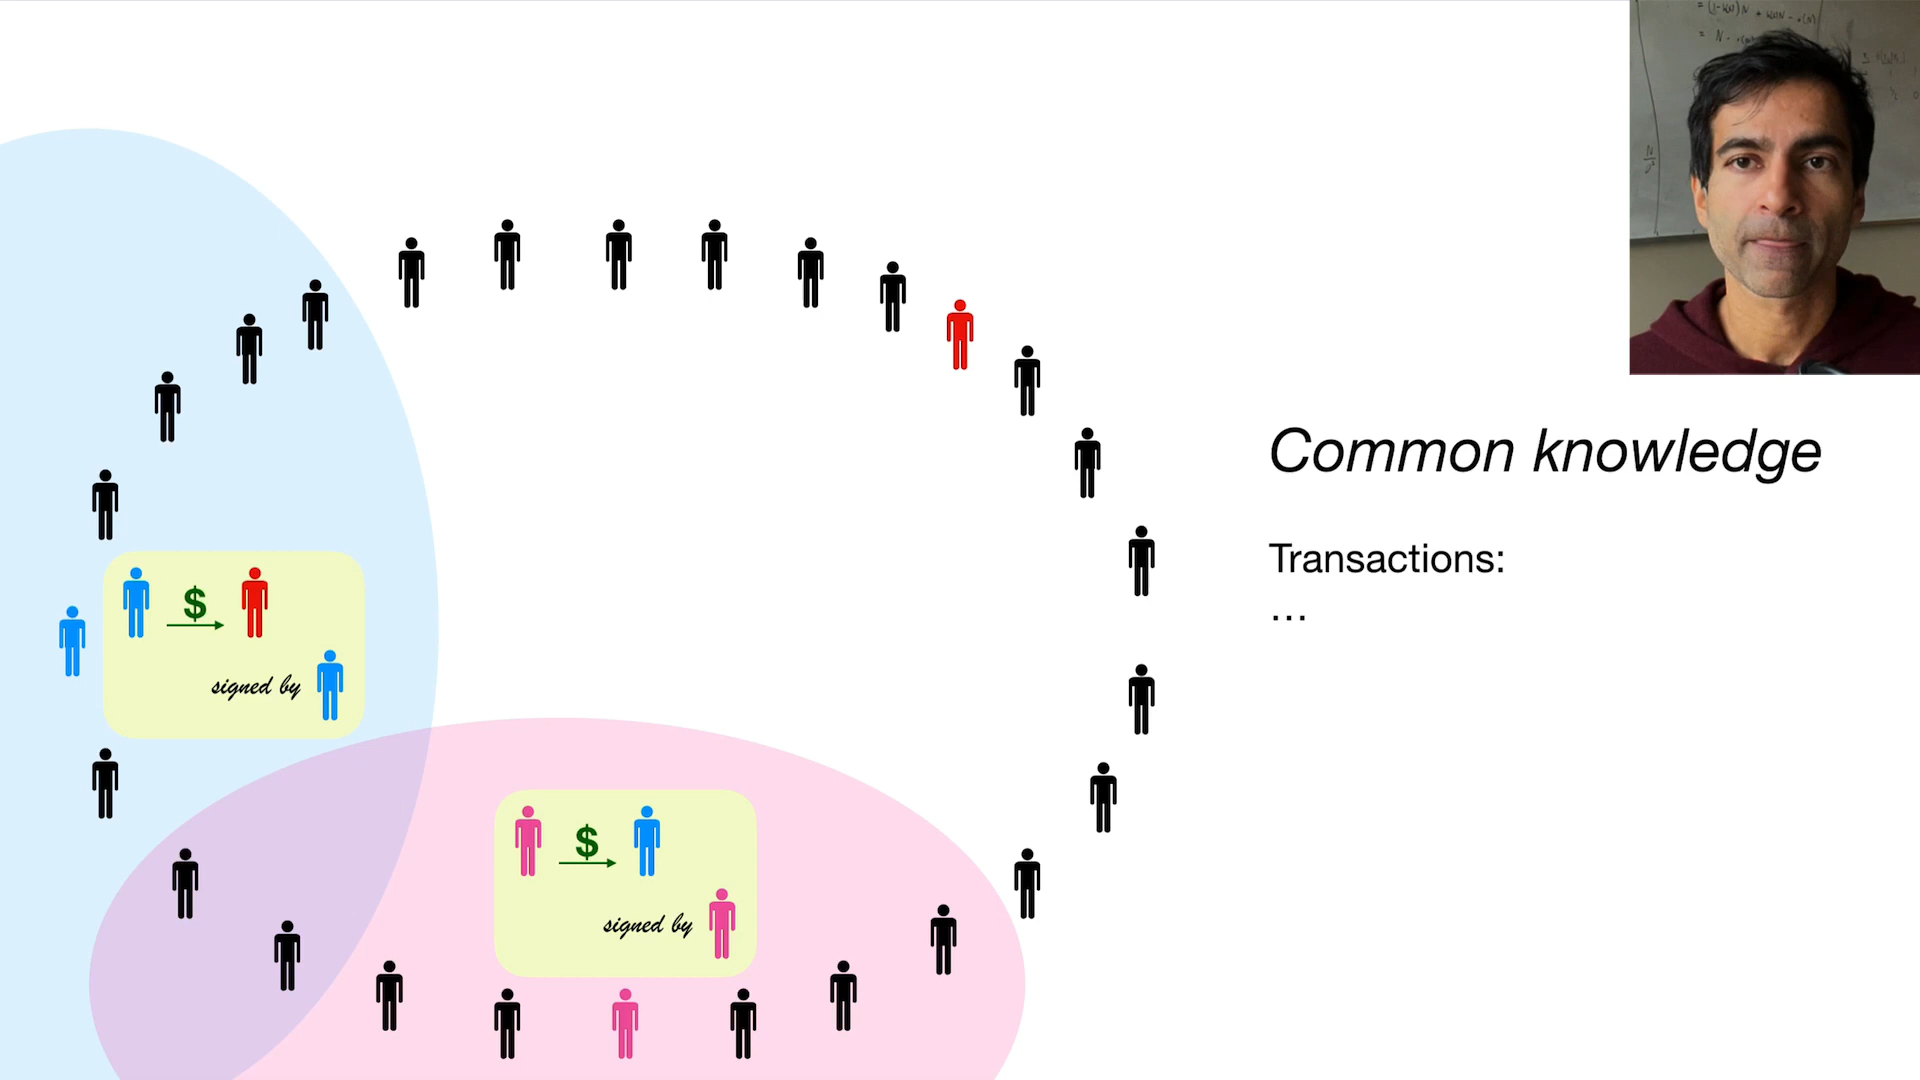 Common knowledge
Transactions:
...
$
signed by
$
signed by